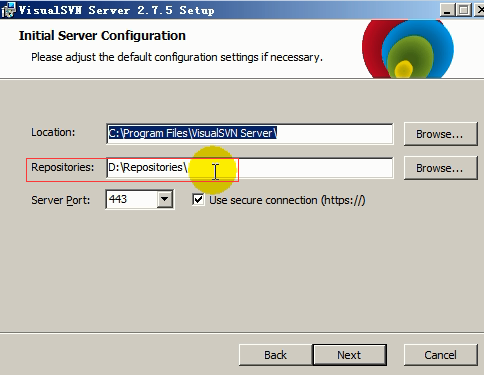 VisualSVN Server 2.7.5 Setup
Initial Server Configuration
Please adjust the default configuration settings if necessary.
Location: C:\Program Files\VisualSVN Server\ Browse...
Repositories: D:\Repositories\ Browse...
Server Port: 443 Use secure connection (https://)
Back Next Cancel